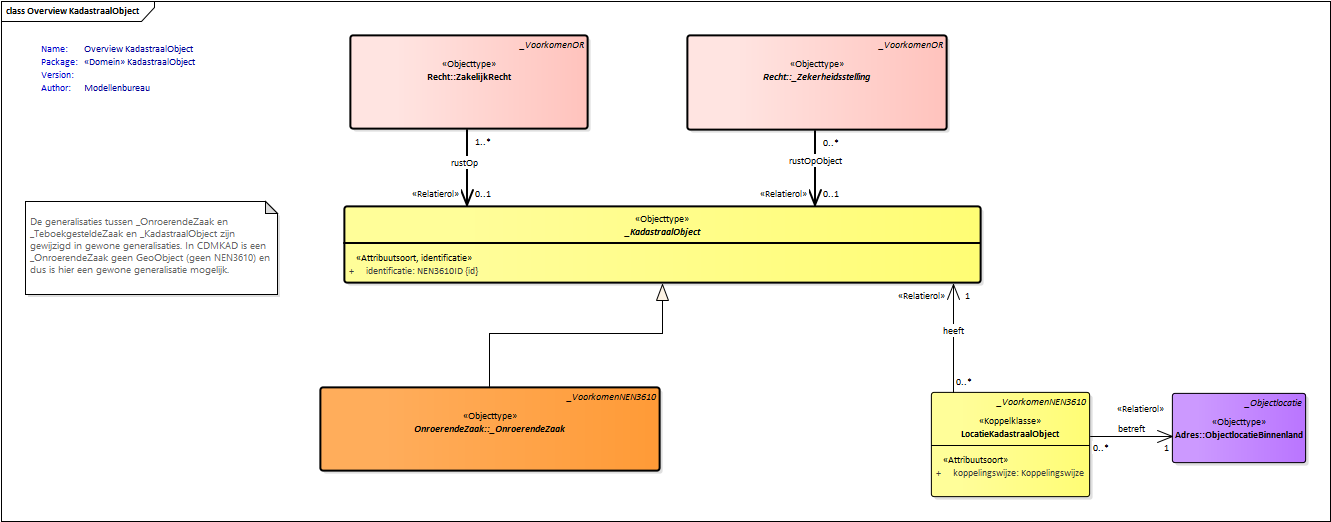 class Overview KadastraalObject
Name: Overview KadastraalObject
Package: «Domein» KadastraalObject
Version:
Author: Modellenbureau
_VoorkomenOR
«Objecttype»
Recht::ZakelijkRecht
_VoorkomenOR
«Objecttype»
Recht::_Zekerheidsstelling
1..*
rustOp
«Relatierol» 0..1
0..*
rustOpObject
«Relatierol» 0..1
De generalisaties tussen _OnroerendeZaak en
_TeboekgesteldeZaak en _KadastraalObject zijn
gewijzigd in gewone generalisaties. In CDMKAD is een
_OnroerendeZaak geen GeoObject (geen NEN3610) en
dus is hier een gewone generalisatie mogelijk.
«Objecttype»
_KadastraalObject
«Attribuutsoort, identificatie»
+ identificatie: NEN3610ID {id}
«Relatierol» 1
heeft
0..*
_VoorkomenNEN3610
«Objecttype»
OnroerendeZaak::_OnroerendeZaak
_VoorkomenNEN3610
«Koppelklasse»
LocatieKadastraalObject
«Attribuutsoort»
+ koppelingswijze: Koppelingswijze
«Relatierol»
betreft
0..* 1
_Objectlocatie
«Objecttype»
Adres::ObjectlocatieBinnenland